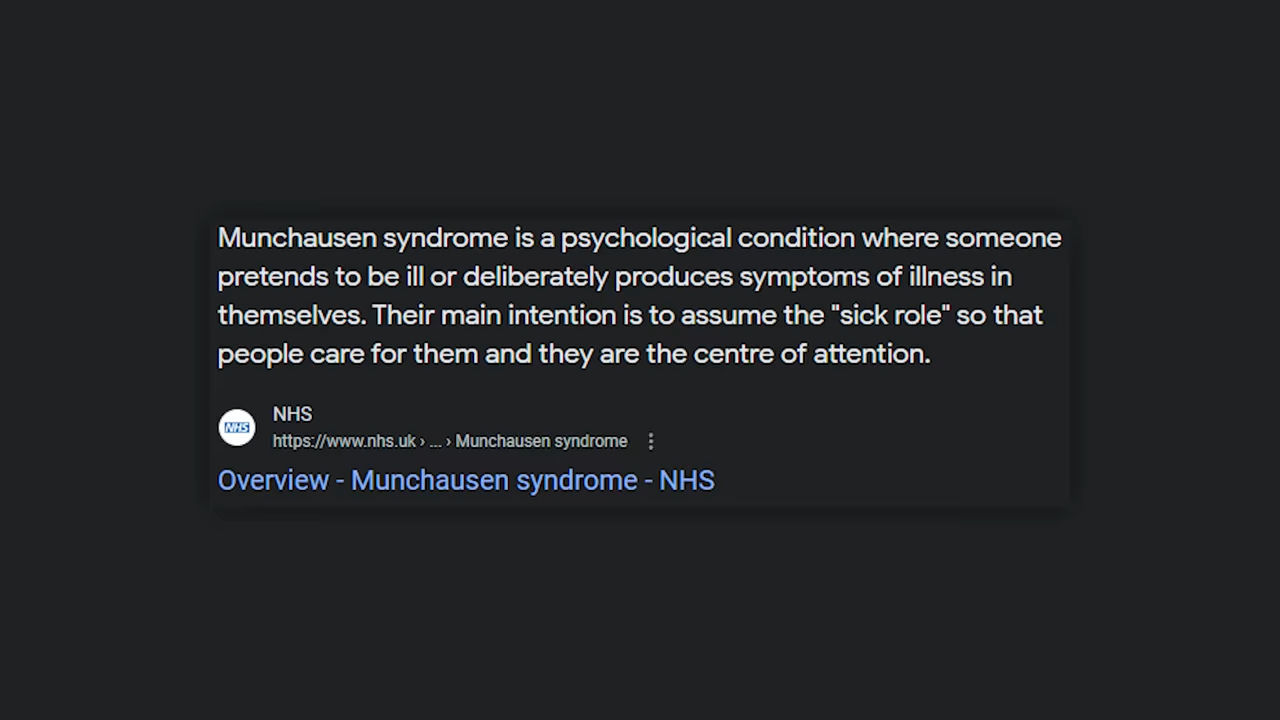 Munchausen syndrome is a psychological condition where someone
pretends to be ill or deliberately produces symptoms of illness in
themselves. Their main intention is to assume the "sick role" so that
people care for them and they are the centre of attention.
NHS
NHS
https://www.nhs.uk › ... › Munchausen syndrome
Overview - Munchausen syndrome - NHS